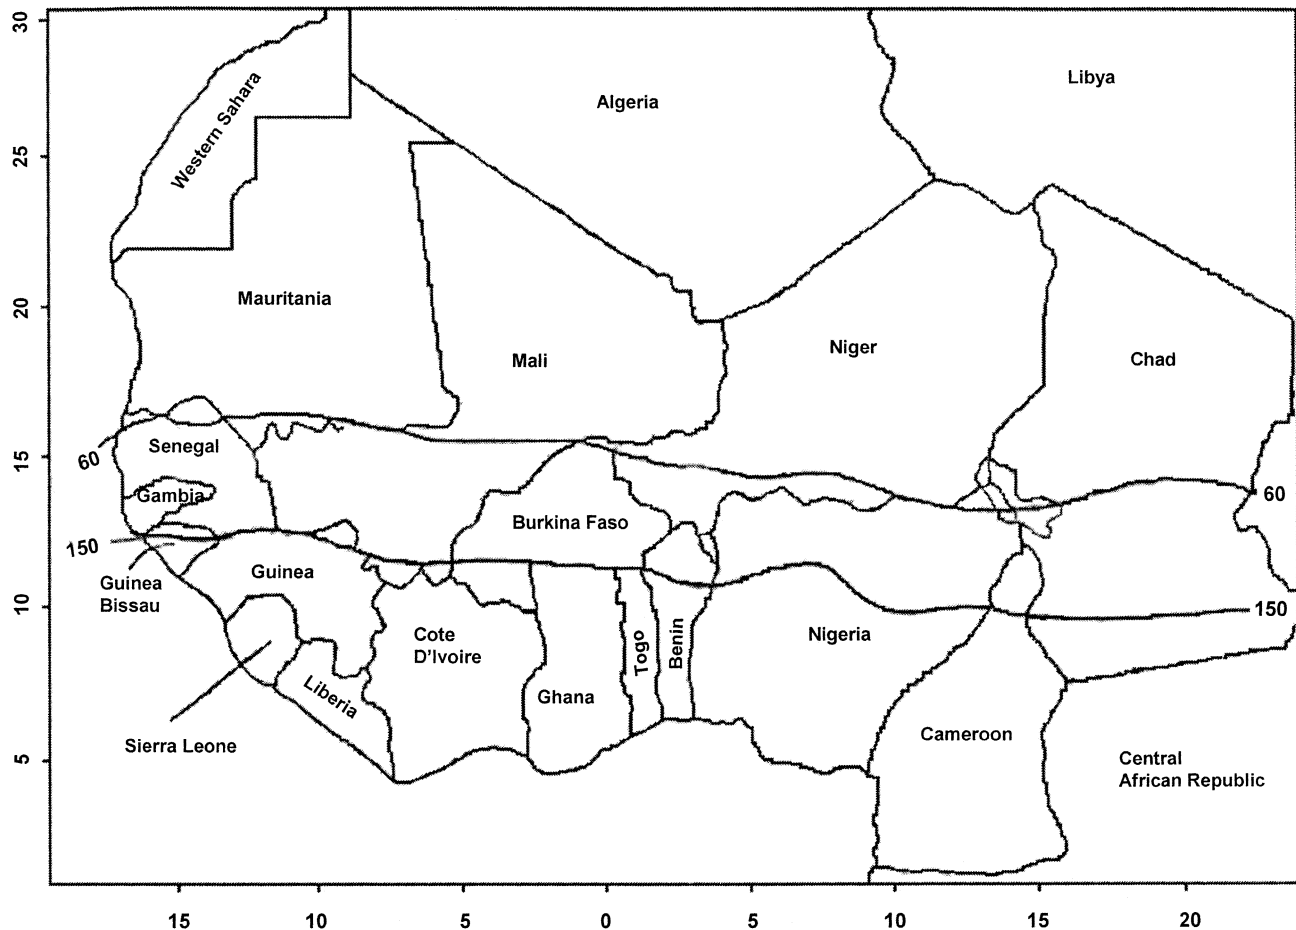 30
Libya
Algeria
Western Sahara
25
20
Mauritania
Niger
Mali
Chad
15
Senegal
60
Gambia
60
Burkina Faso
150
Guinea
Bissau
Guinea
10
150
Cote
D'Ivoire
Togo
Benin
Nigeria
Liberia
Ghana
Sierra Leone
Cameroon
5
Central
African Republic
15 10 5 0 5 10 15 20